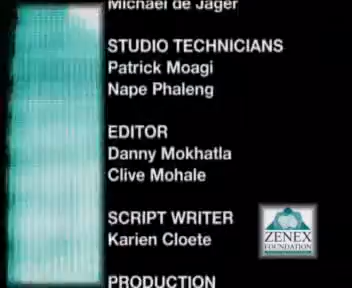 Michael de Jager
STUDIO TECHNICIANS
Patrick Moagi
Nape Phaleng
EDITOR
Danny Mokhatla
Clive Mohale
SCRIPT WRITER
Karien Cloete
ZENEX
FOUNDATION
PRODUCTION